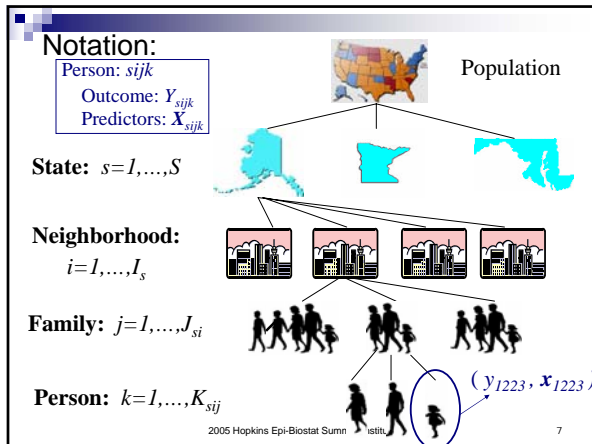 Notation:
Person: sijk
Outcome: Y_sijk
Predictors: X_sijk
Population
State: s=1,...,S
Neighborhood:
i=1,...,I_s
Family: j=1,...,J_si
Person: k=1,...,K_sij
( y_1223 , x_1223 )
2005 Hopkins Epi-Biostat Summ
7